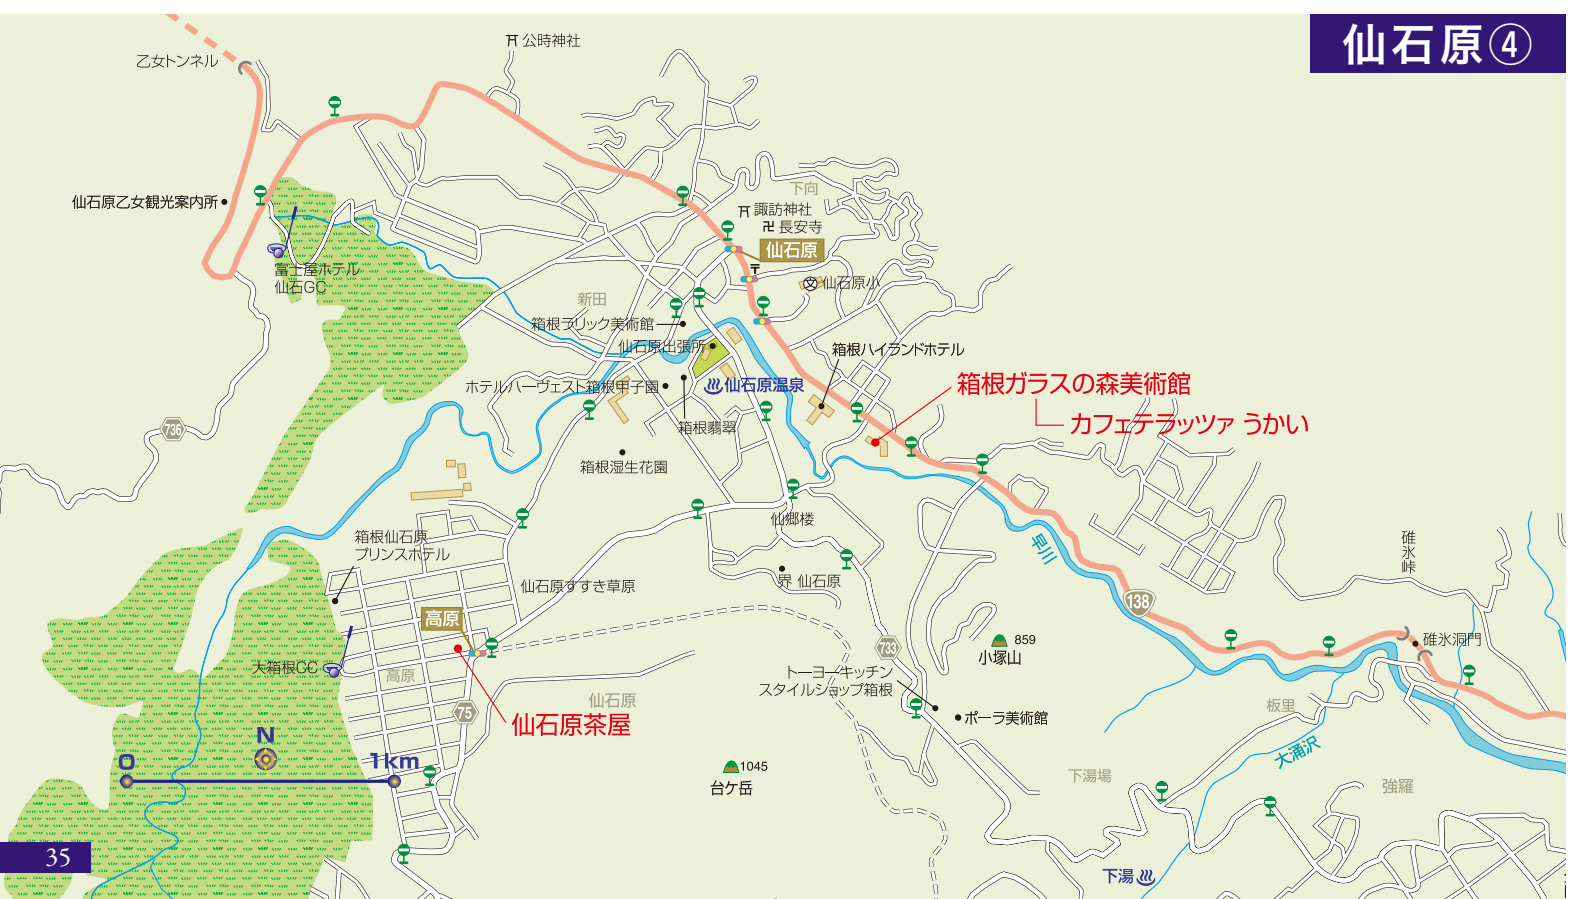 仙石原④
公時神社
乙女トンネル
仙石原乙女観光案内所
下向
諏訪神社
長安寺
仙石原
富士屋ホテル
仙石GC
〒
文
仙石原小
新田
箱根ラリック美術館
仙石原出張所
箱根ハイランドホテル
ホテルハーヴェスト箱根甲子園
仙石原温泉
箱根ガラスの森美術館
カフェテラッツァ うかい
736
箱根翡翠
箱根湿生花園
仙郷楼
箱根仙石原
プリンスホテル
早川
碓氷峠
仙石原すすき草原
界 仙石原
138
高原
733
859
小塚山
碓氷洞門
大箱根CC
高原
トーヨーキッチン
スタイルショップ箱根
仙石原
75
仙石原茶屋
ポーラ美術館
板里
N
0
1km
大涌沢
1045
台ケ岳
下湯場
強羅
35
下湯